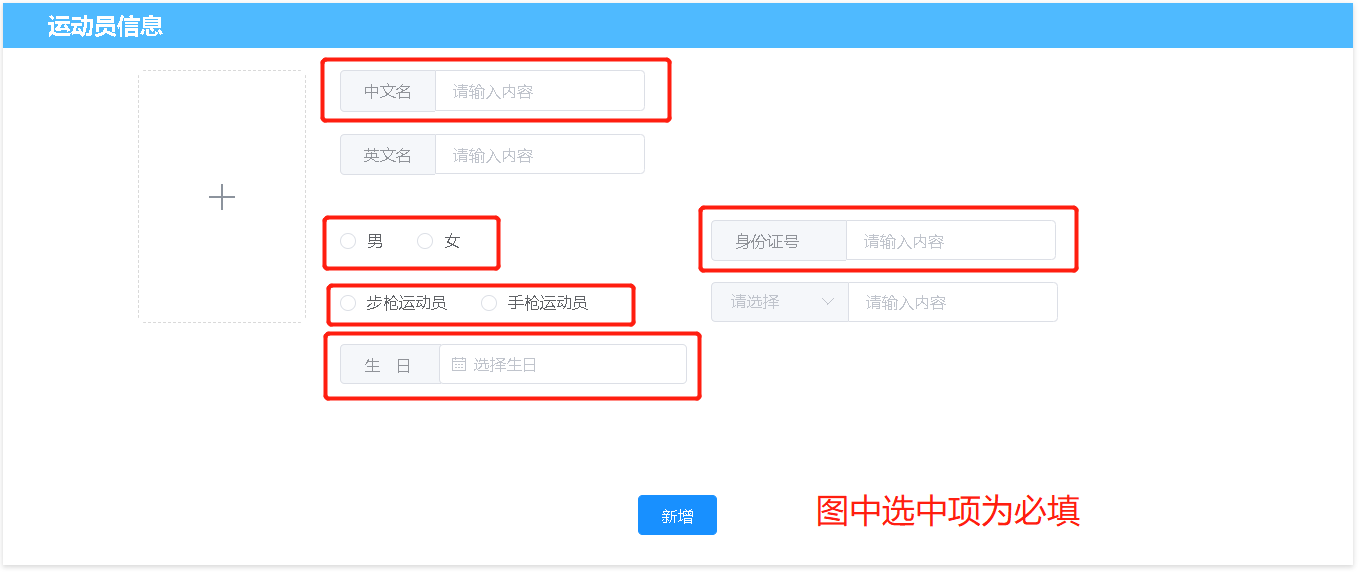 运动员信息
中文名 请输入内容
英文名 请输入内容
男 女 身份证号 请输入内容
步枪运动员 手枪运动员 请选择 请输入内容
生 日 选择生日
新增 图中选中项为必填